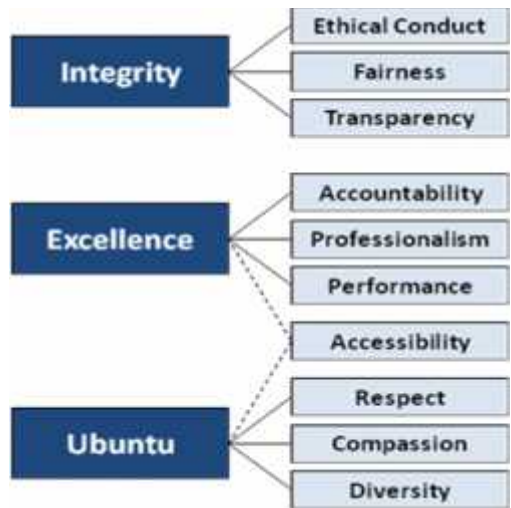 Integrity
Ethical Conduct
Fairness
Transparency
Excellence
Accountability
Professionalism
Performance
Accessibility
Ubuntu
Respect
Compassion
Diversity